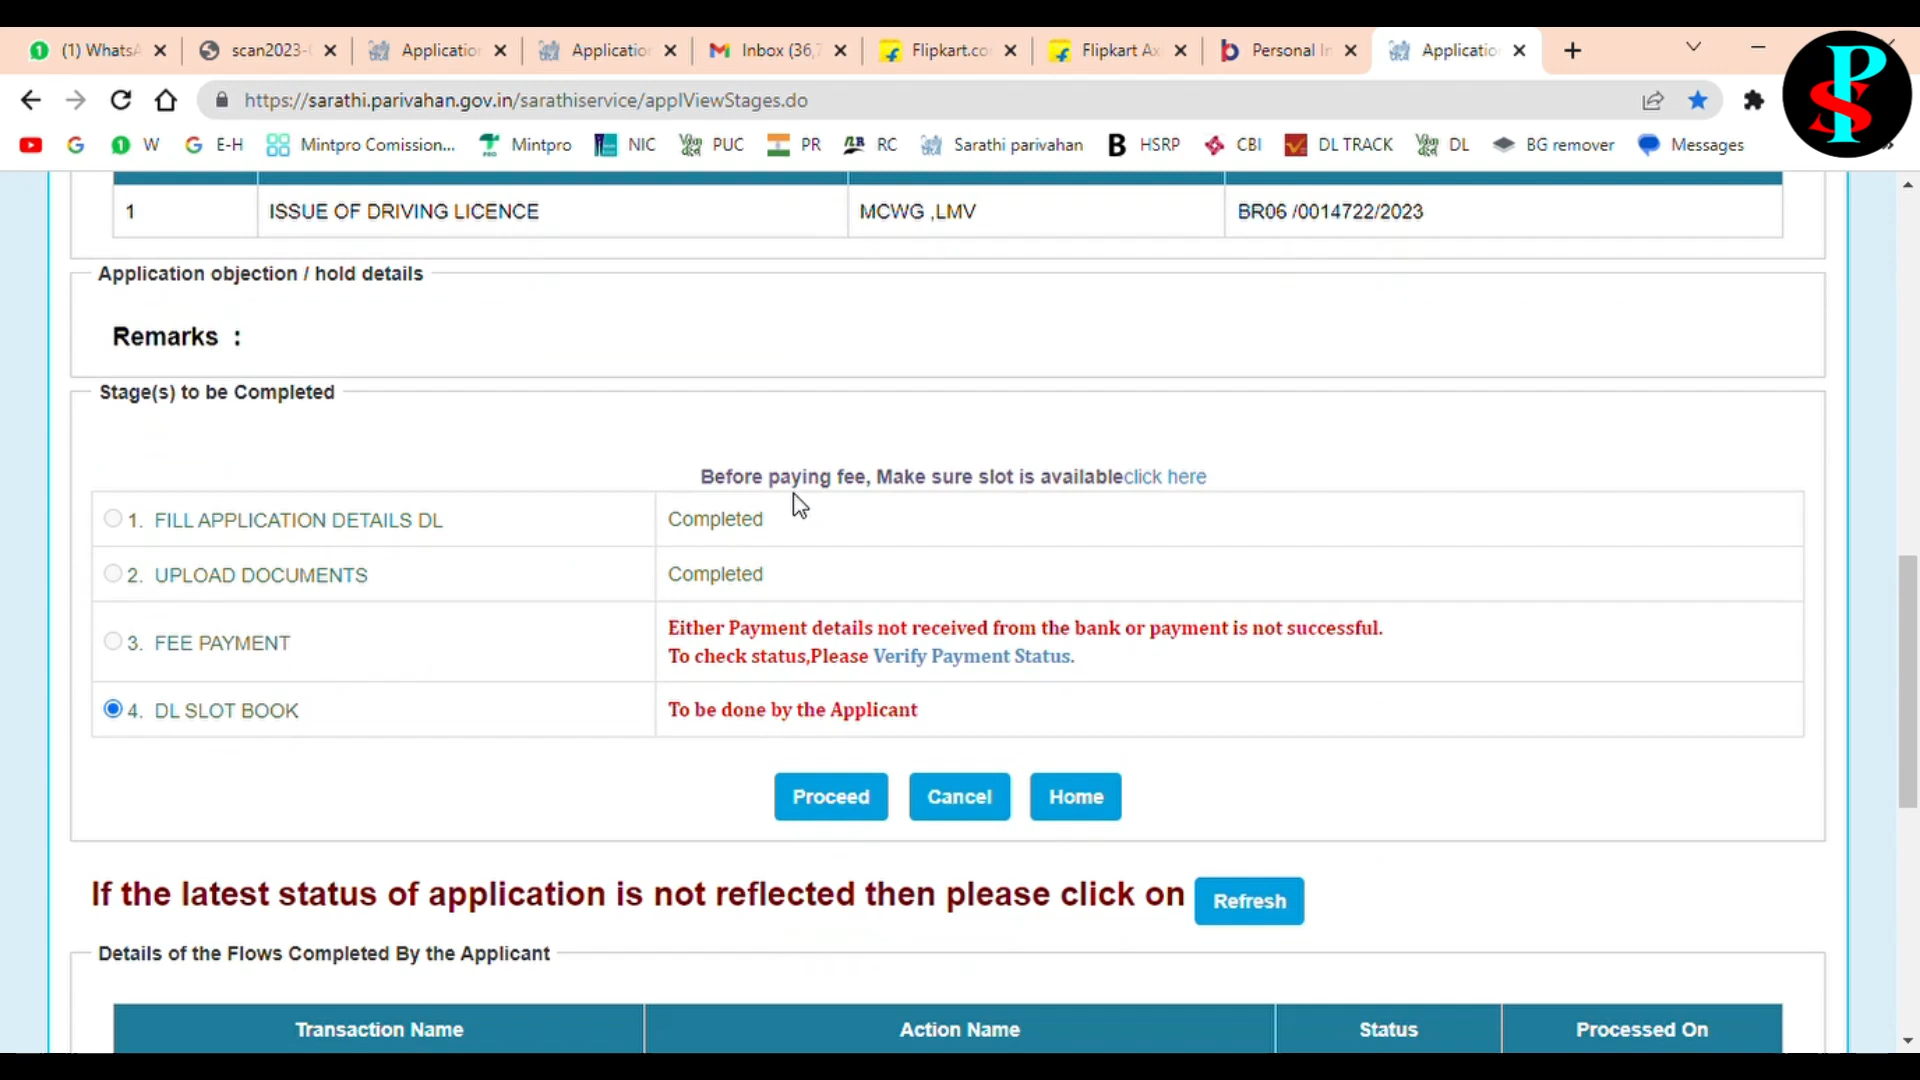 (1) WhatsA
scan2023-
Applicatio
Applicatio
Inbox (36,7
Flipkart.co
Flipkart Ax
Personal In
Applicatio
https://sarathi.parivahan.gov.in/sarathiservice/applViewStages.do
G W G E-H Mintpro Comission... Mintpro NIC PUC PR RC Sarathi parivahan B HSRP CBI DL TRACK DL BG remover Messages
PS
1 ISSUE OF DRIVING LICENCE MCWG ,LMV BR06 /0014722/2023
Application objection / hold details
Remarks :
Stage(s) to be Completed
Before paying fee, Make sure slot is availableclick here
1. FILL APPLICATION DETAILS DL Completed
2. UPLOAD DOCUMENTS Completed
3. FEE PAYMENT
Either Payment details not received from the bank or payment is not successful.
To check status,Please Verify Payment Status.
4. DL SLOT BOOK To be done by the Applicant
Proceed Cancel Home
If the latest status of application is not reflected then please click on Refresh
Details of the Flows Completed By the Applicant
Transaction Name Action Name Status Processed On